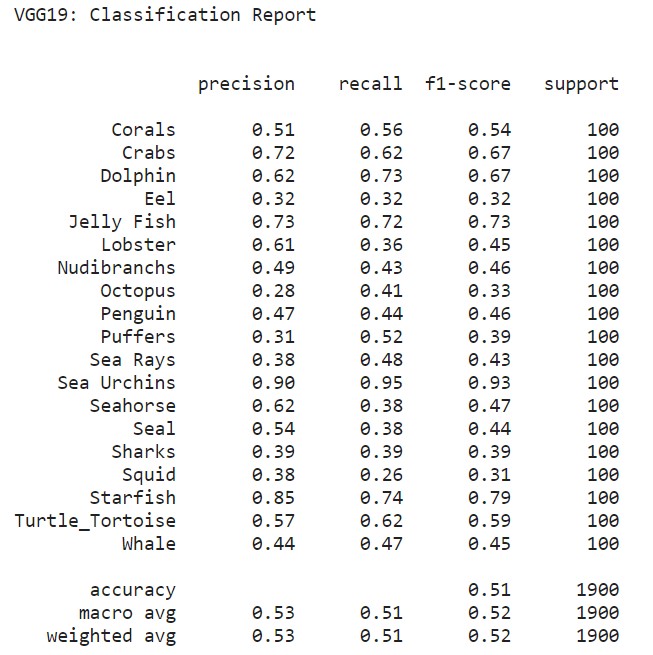 VGG19: Classification Report
precision recall f1-score support
Corals 0.51 0.56 0.54 100
Crabs 0.72 0.62 0.67 100
Dolphin 0.62 0.73 0.67 100
Eel 0.32 0.32 0.32 100
Jelly Fish 0.73 0.72 0.73 100
Lobster 0.61 0.36 0.45 100
Nudibranchs 0.49 0.43 0.46 100
Octopus 0.28 0.41 0.33 100
Penguin 0.47 0.44 0.46 100
Puffers 0.31 0.52 0.39 100
Sea Rays 0.38 0.48 0.43 100
Sea Urchins 0.90 0.95 0.93 100
Seahorse 0.62 0.38 0.47 100
Seal 0.54 0.38 0.44 100
Sharks 0.39 0.39 0.39 100
Squid 0.38 0.26 0.31 100
Starfish 0.85 0.74 0.79 100
Turtle_Tortoise 0.57 0.62 0.59 100
Whale 0.44 0.47 0.45 100
accuracy 0.51 1900
macro avg 0.53 0.51 0.52 1900
weighted avg 0.53 0.51 0.52 1900